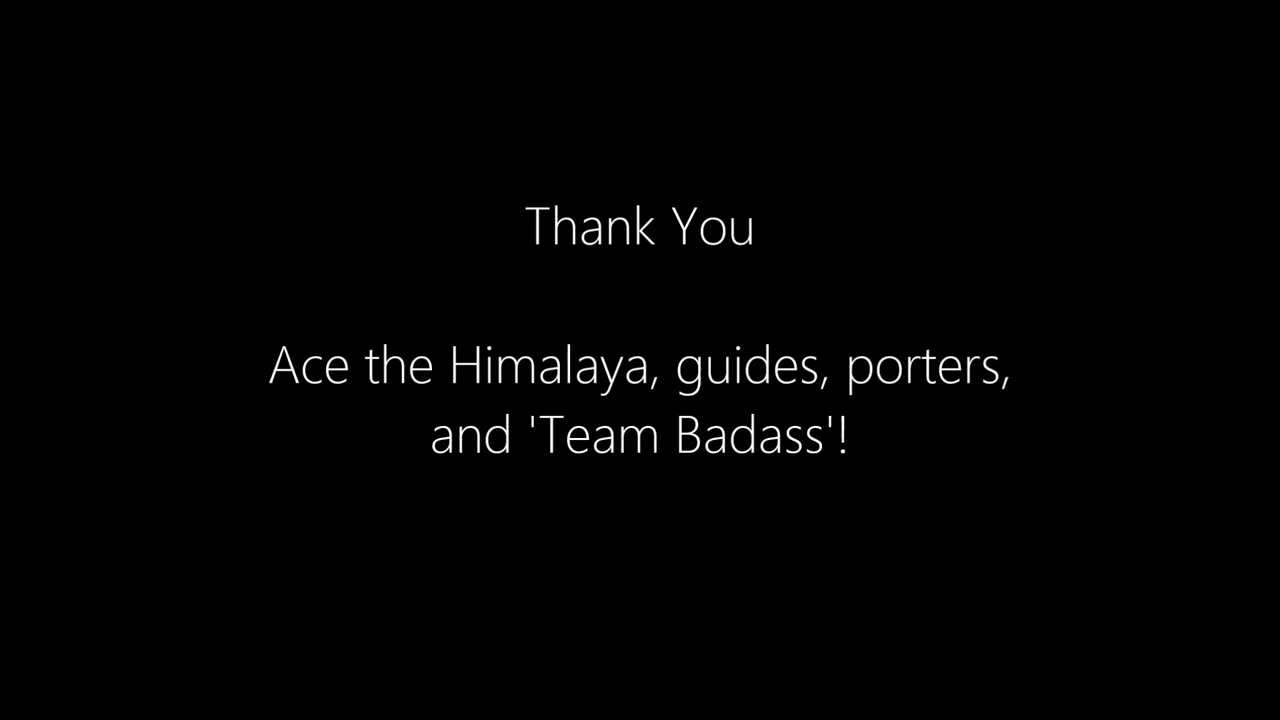 Thank You
Ace the Himalaya, guides, porters,
and 'Team Badass'!